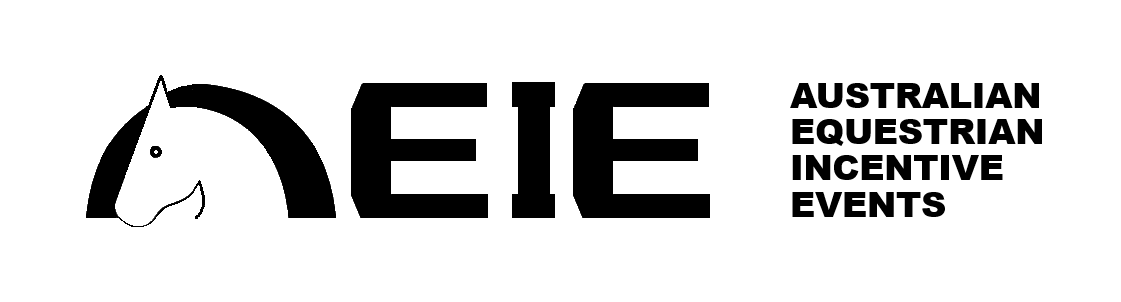 EIE
AUSTRALIAN
EQUESTRIAN
INCENTIVE
EVENTS